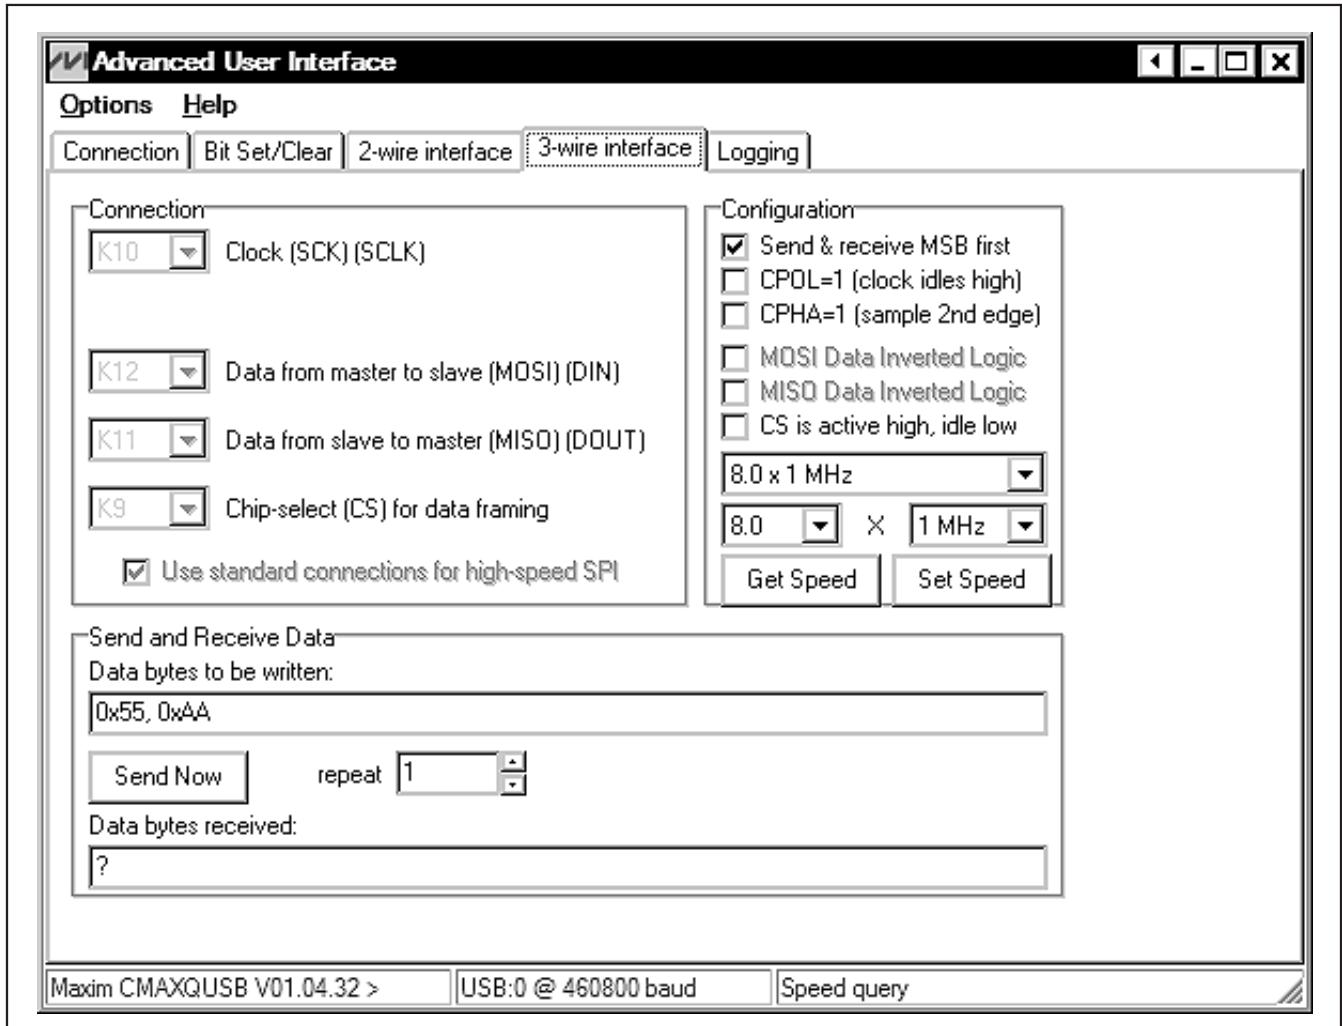 Advanced User Interface
Options Help
Connection Bit Set/Clear 2-wire interface 3-wire interface Logging
Connection
K10 Clock (SCK) (SCLK)
K12 Data from master to slave (MOSI) (DIN)
K11 Data from slave to master (MISO) (DOUT)
K9 Chip-select (CS) for data framing
Use standard connections for high-speed SPI
Configuration
Send & receive MSB first
CPOL=1 (clock idles high)
CPHA=1 (sample 2nd edge)
MOSI Data Inverted Logic
MISO Data Inverted Logic
CS is active high, idle low
8.0 x 1 MHz
8.0 X 1 MHz
Get Speed Set Speed
Send and Receive Data
Data bytes to be written:
0x55, 0xAA
Send Now repeat 1
Data bytes received:
?
Maxim CMAXQUSB V01.04.32 > USB:0 @ 460800 baud Speed query